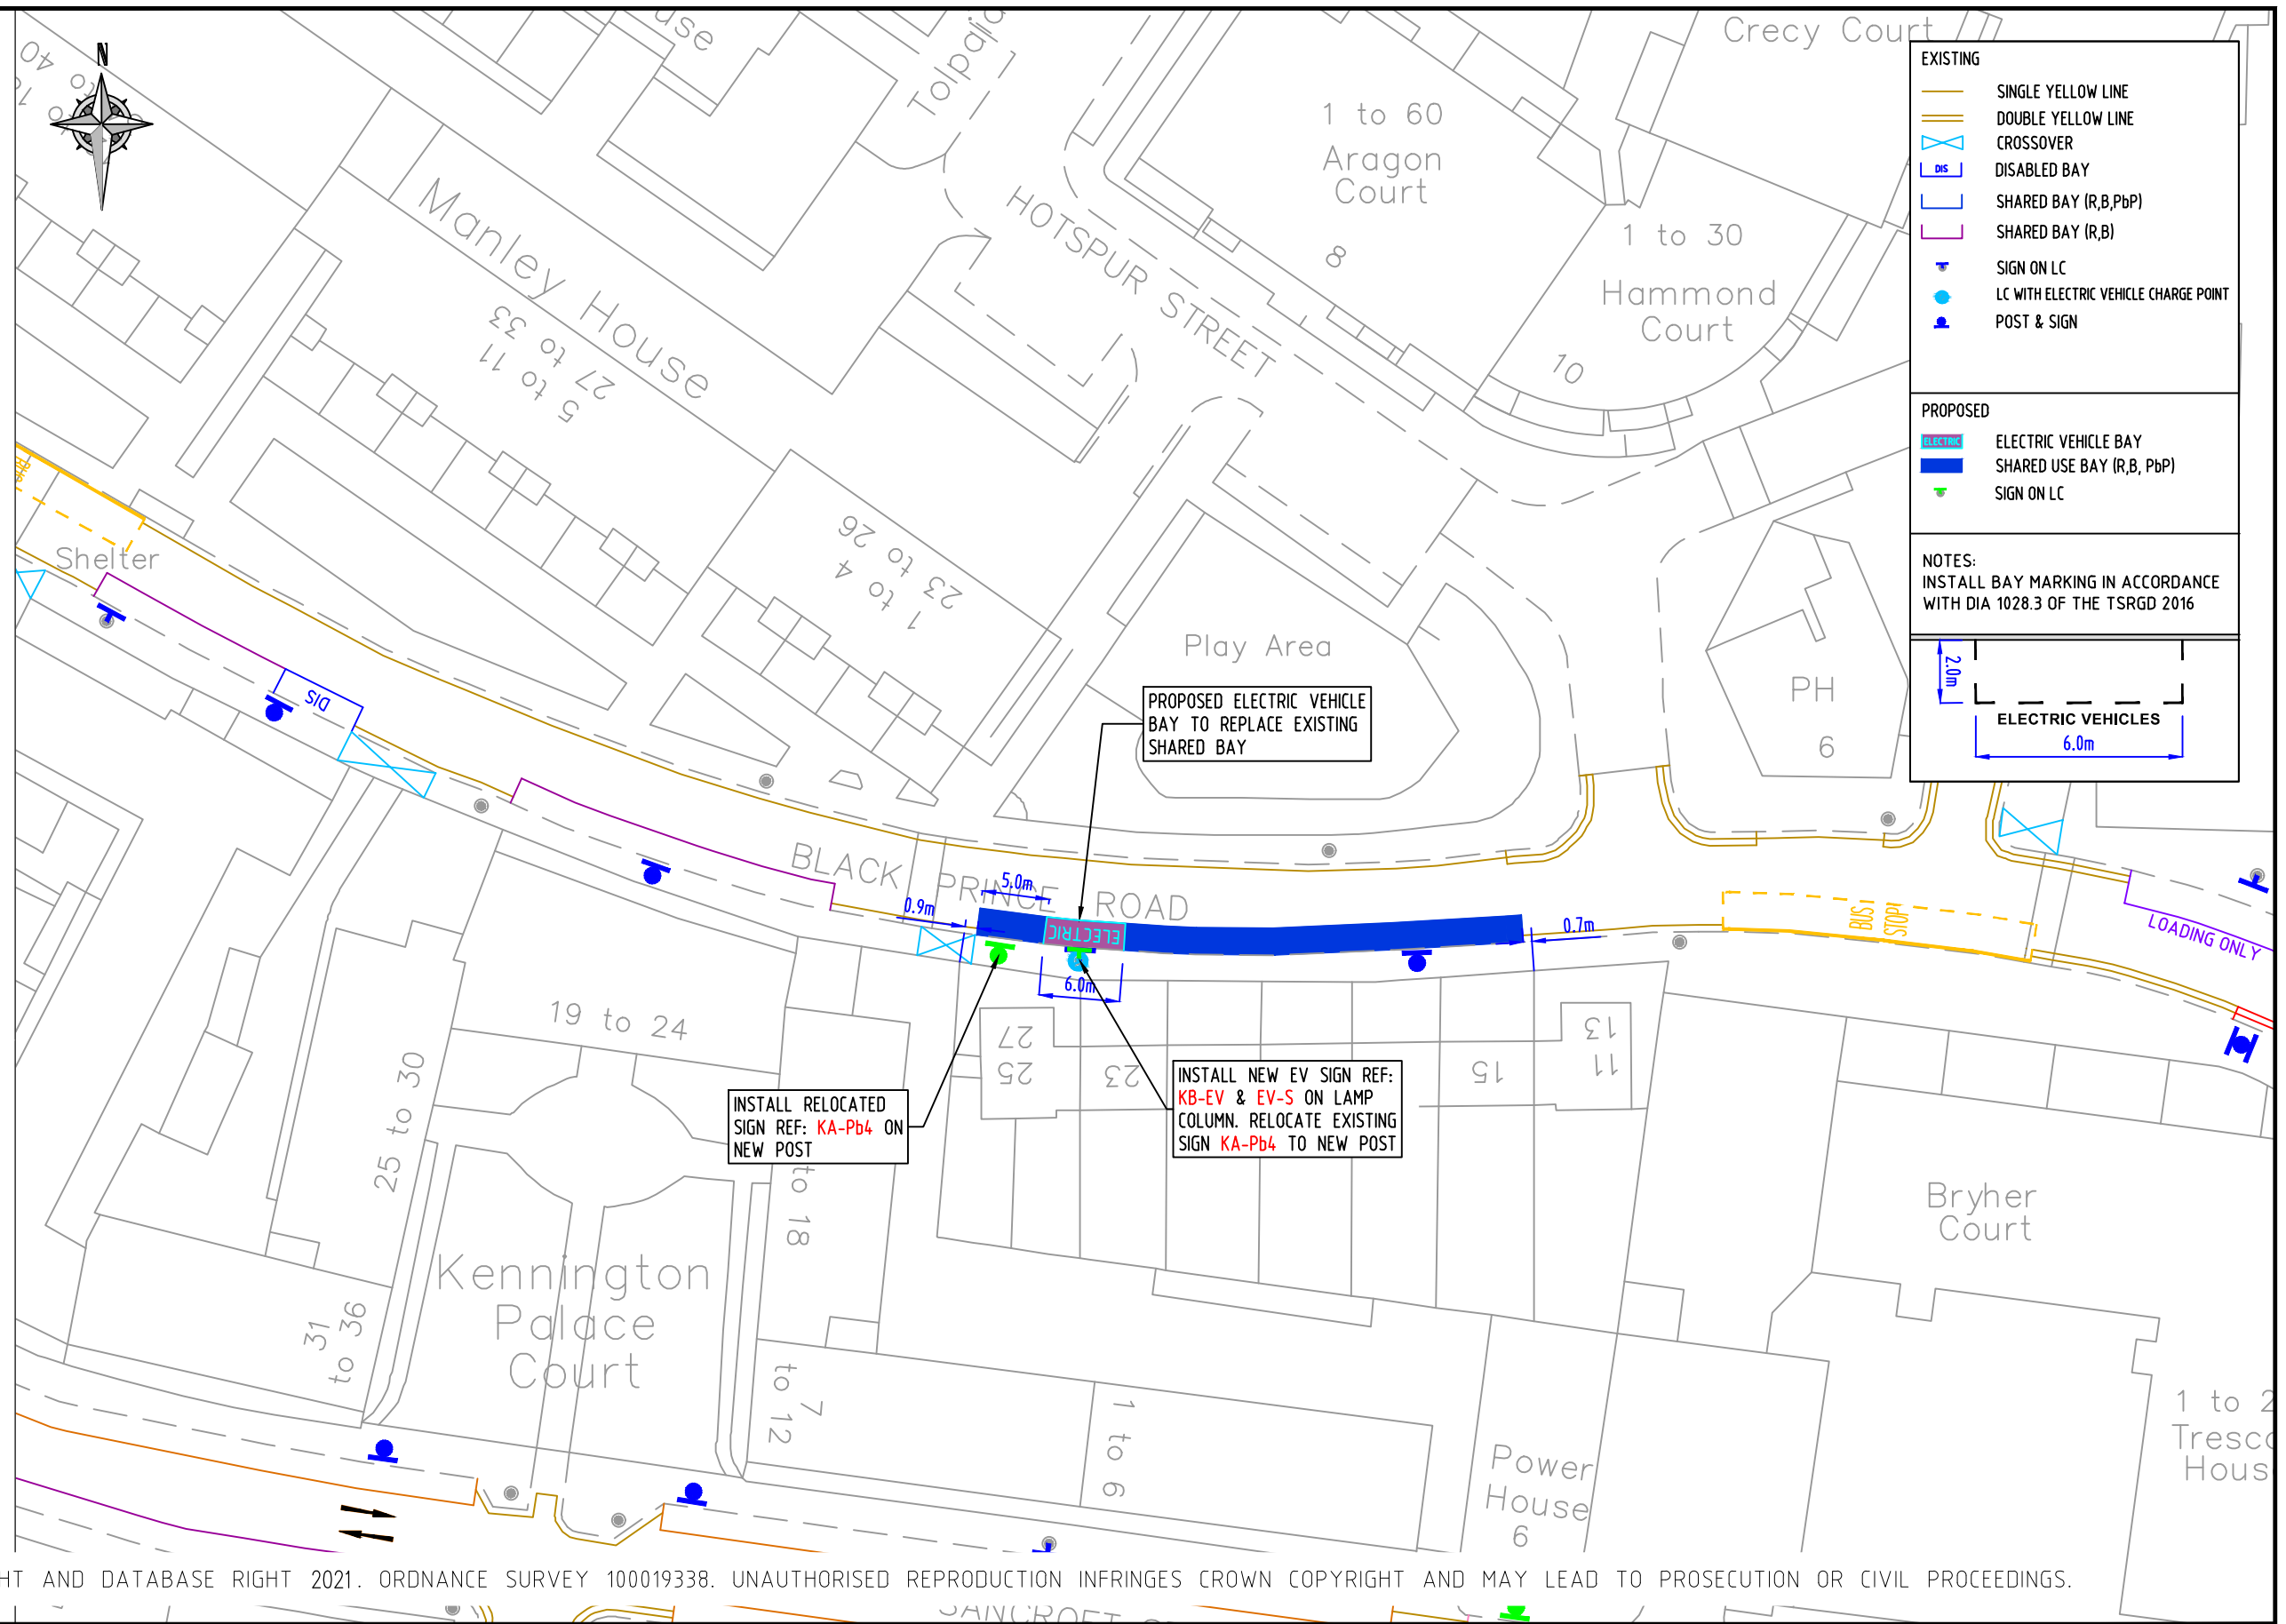 N
Crecy Court
1 to 60
Aragon
Court
8
1 to 30
Hammond
Court
10
HOTSPUR STREET
Manley House
5 to 11
27 to 33
1 to 4
23 to 26
Shelter
Play Area
PH
9
EXISTING
SINGLE YELLOW LINE
DOUBLE YELLOW LINE
CROSSOVER
DIS DISABLED BAY
SHARED BAY (R,B,PbP)
SHARED BAY (R,B)
SIGN ON LC
LC WITH ELECTRIC VEHICLE CHARGE POINT
POST & SIGN
PROPOSED
ELECTRIC ELECTRIC VEHICLE BAY
SHARED USE BAY (R,B, PbP)
SIGN ON LC
NOTES:
INSTALL BAY MARKING IN ACCORDANCE
WITH DIA 1028.3 OF THE TSRGD 2016
2.0m
ELECTRIC VEHICLES
6.0m
PROPOSED ELECTRIC VEHICLE
BAY TO REPLACE EXISTING
SHARED BAY
DIS
BLACK PRINCE ROAD
5.0m
0.9m
ELECTRIC
0.7m
6.0m
BUS
STOP
LOADING ONLY
19 to 24
25 to 30
27
25
23
15
13
11
INSTALL RELOCATED
SIGN REF: KA-Pb4 ON
NEW POST
INSTALL NEW EV SIGN REF:
KB-EV & EV-S ON LAMP
COLUMN. RELOCATE EXISTING
SIGN KA-Pb4 TO NEW POST
to 18
Kennington
Palace
Court
31
to 36
7
to 12
1 to 6
Bryher
Court
Power
House
6
1 to 2
AND DATABASE RIGHT 2021. ORDNANCE SURVEY 100019338. UNAUTHORISED REPRODUCTION INFRINGES CROWN COPYRIGHT AND MAY LEAD TO PROSECUTION OR CIVIL PROCEEDINGS.